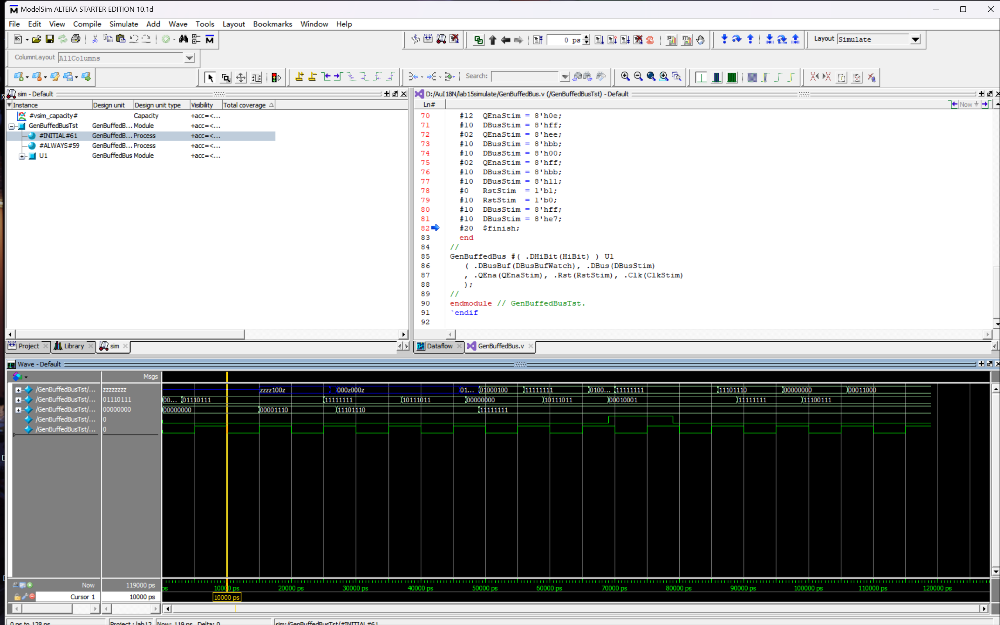 ModelSim ALTERA STARTER EDITION 10.1d
File Edit View Compile Simulate Add Wave Tools Layout Bookmarks Window Help
0 ps
Layout Simulate
ColumnLayout AllColumns
Search:
sim - Default
Instance Design unit Design unit type Visibility Total coverage
#vsim_capacity# Capacity +acc=<...
GenBuffedBusTst GenBuffedB... Module +acc=<...
#INITIAL#61 GenBuffedB... Process +acc=<...
#ALWAYS#59 GenBuffedB... Process +acc=<...
U1 GenBuffedBus Module +acc=<...
Project Library sim
D:/AuI18N/lab15simulate/GenBuffedBus.v (/GenBuffedBusTst) - Default
Ln# Now
70 #12 QEnaStim = 8'h0e;
71 #10 DBusStim = 8'hff;
72 #02 QEnaStim = 8'hee;
73 #10 DBusStim = 8'hbb;
74 #10 DBusStim = 8'h00;
75 #02 QEnaStim = 8'hff;
76 #10 DBusStim = 8'hbb;
77 #10 DBusStim = 8'h11;
78 #0 RstStim = 1'b1;
79 #10 RstStim = 1'b0;
80 #10 DBusStim = 8'hff;
81 #10 DBusStim = 8'he7;
82 #20 $finish;
83 end
84 //
85 GenBuffedBus #( .DHiBit(HiBit) ) U1
86 ( .DBusBuf(DBusBufWatch), .DBus(DBusStim)
87 , .QEna(QEnaStim), .Rst(RstStim), .Clk(ClkStim)
88 );
89 //
90 endmodule // GenBuffedBusTst.
91 `endif
92
Dataflow GenBuffedBus.v
Wave - Default
Msgs
/GenBuffedBusTst/... zzzzzzzz zzzz100z 000z000z 01... 01000100 11111111 0100... 11111111 11101110 00000000 00011000
/GenBuffedBusTst/... 01110111 00... 01110111 11111111 10111011 00000000 10111011 00010001 11111111 11100111
/GenBuffedBusTst/... 00000000 00000000 00001110 11101110 11111111
/GenBuffedBusTst/... 0
/GenBuffedBusTst/... 0
Now 119000 ps ps 10000 ps 20000 ps 30000 ps 40000 ps 50000 ps 60000 ps 70000 ps 80000 ps 90000 ps 100000 ps 110000 ps 120000 ps
Cursor 1 10000 ps 10000 ps
0 ps to 128 ns Project : lab12 Now: 119 ns Delta: 0 sim:/GenBuffedBusTst/#INITIAL#61